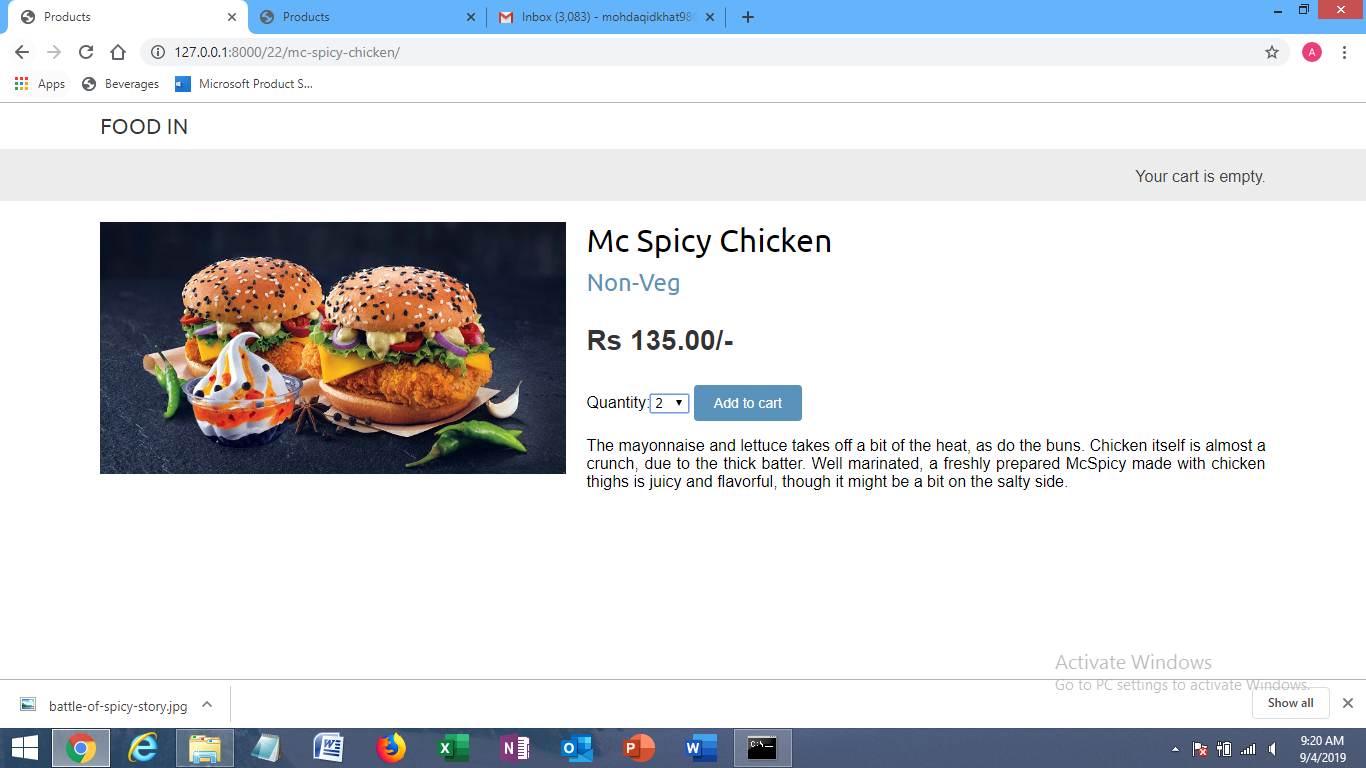 Products
Products
Inbox (3,083) - mohdaqidkhat98
127.0.0.1:8000/22/mc-spicy-chicken/
A
Apps
Beverages
Microsoft Product S...
FOOD IN
Your cart is empty.
Mc Spicy Chicken
Non-Veg
Rs 135.00/-
Quantity: 2
Add to cart
The mayonnaise and lettuce takes off a bit of the heat, as do the buns. Chicken itself is almost a
crunch, due to the thick batter. Well marinated, a freshly prepared McSpicy made with chicken
thighs is juicy and flavorful, though it might be a bit on the salty side.
Activate Windows
Go to PC settings to activate Windows.
battle-of-spicy-story.jpg
Show all
9:20 AM
9/4/2019